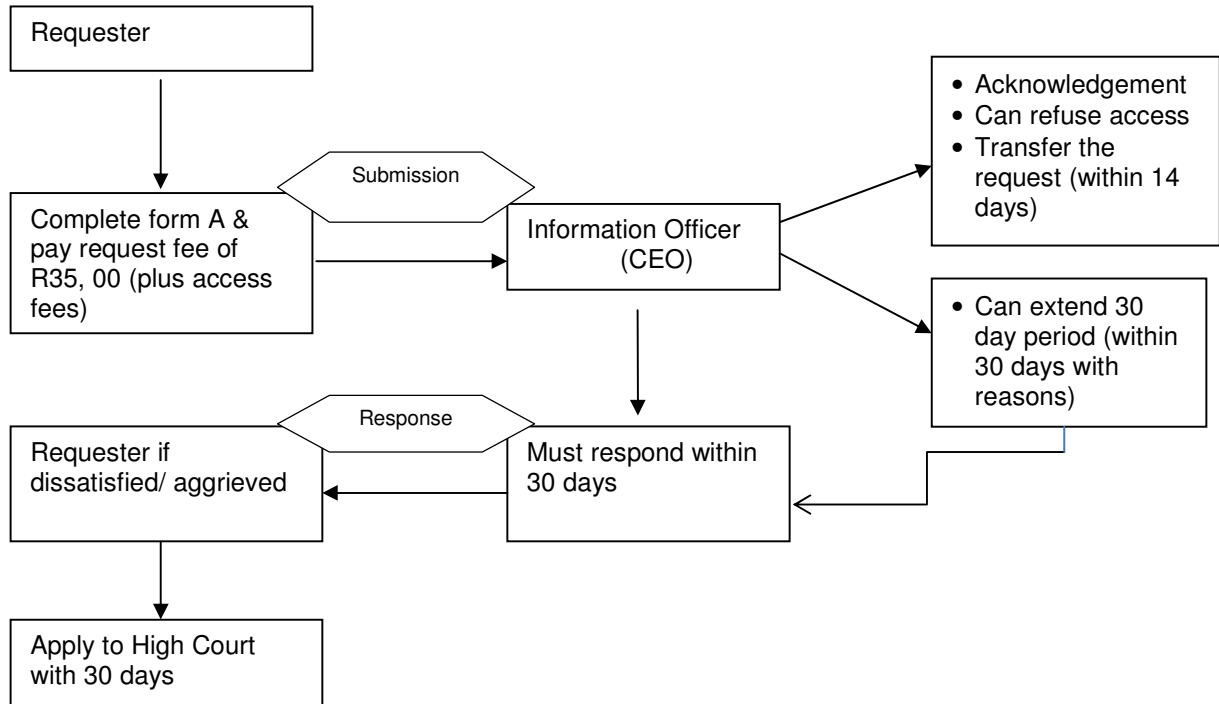 Requester
• Acknowledgement
• Can refuse access
• Transfer the
request (within 14
days)
Submission
Complete form A &
pay request fee of
R35, 00 (plus access
fees)
Information Officer
(CEO)
• Can extend 30
day period (within
30 days with
reasons)
Response
Requester if
dissatisfied/ aggrieved
Must respond within
30 days
Apply to High Court
with 30 days